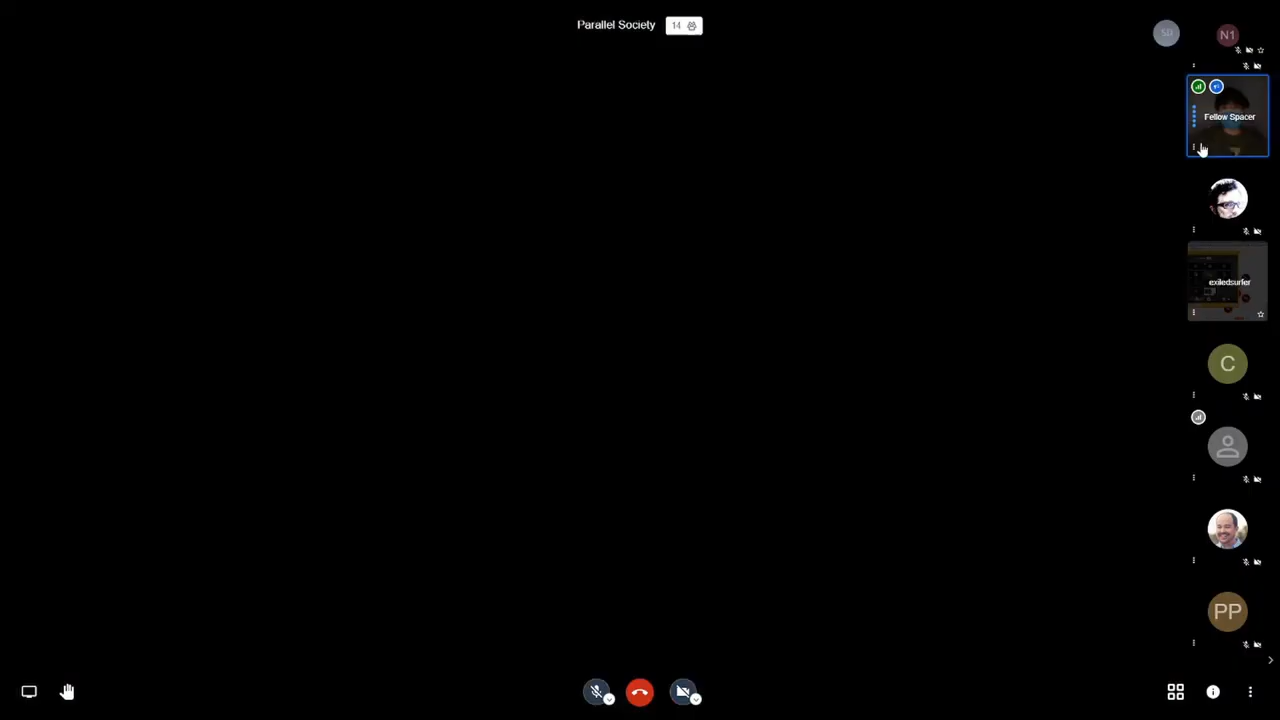 Parallel Society 14
SD
N1
Fellow Spacer
exiledsurfer
C
PP